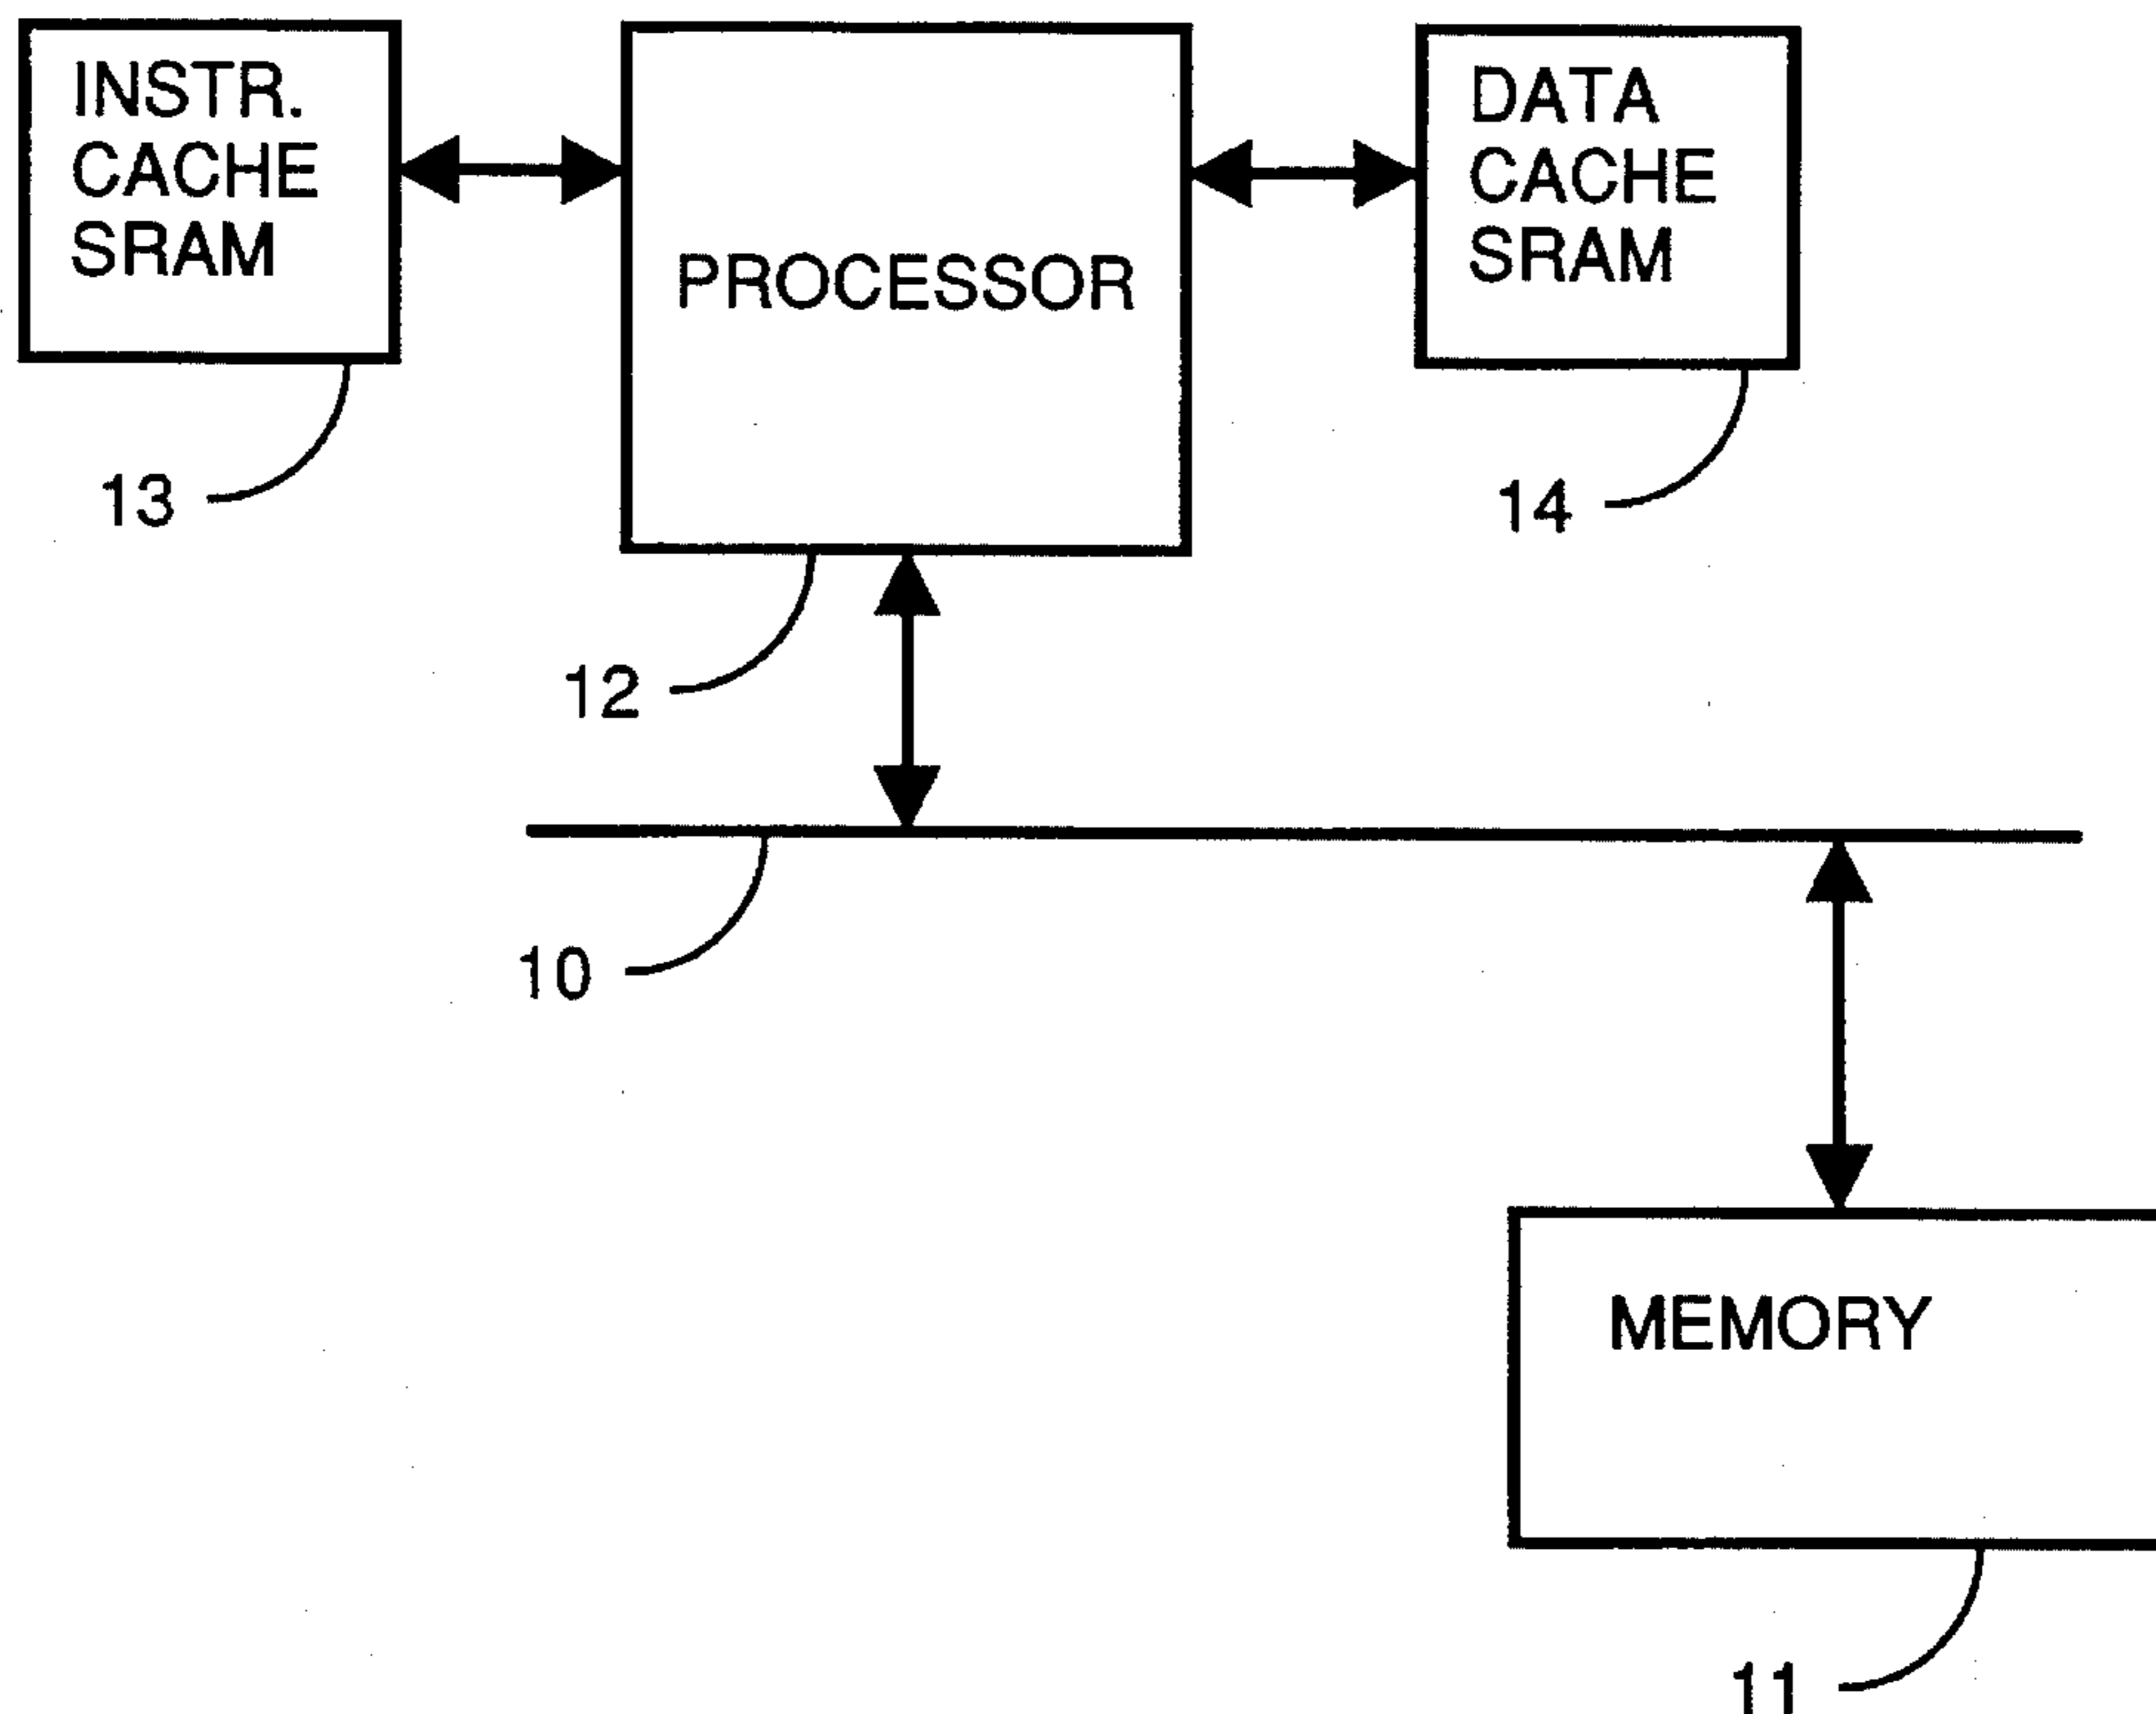 INSTR.
CACHE
SRAM
PROCESSOR
DATA
CACHE
SRAM
13
14
12
10
MEMORY
11